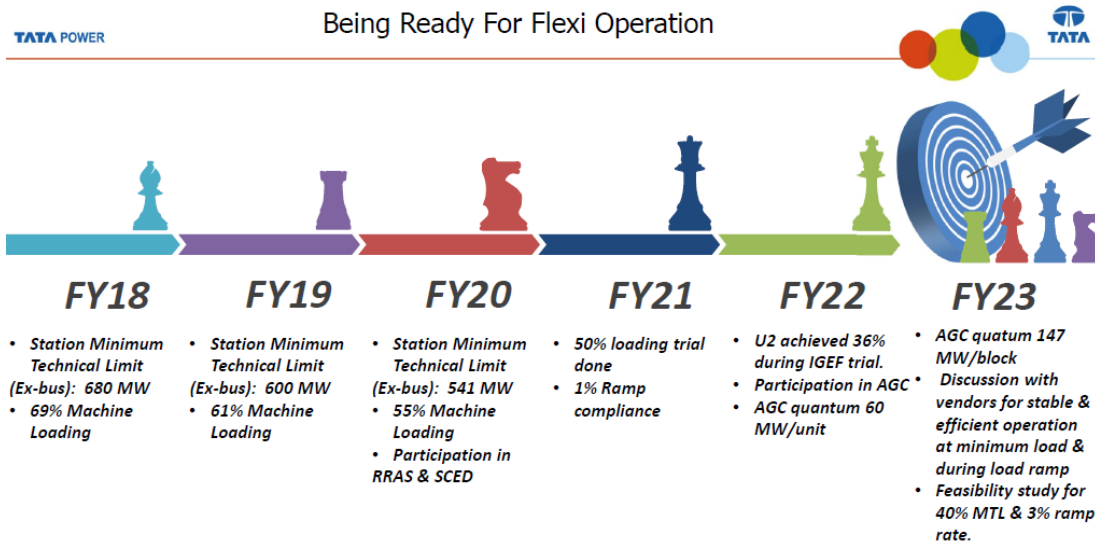 Being Ready For Flexi Operation
TATA POWER
TATA
FY18
• Station Minimum
Technical Limit
(Ex-bus): 680 MW
• 69% Machine
Loading
FY19
• Station Minimum
Technical Limit
(Ex-bus): 600 MW
• 61% Machine
Loading
FY20
• Station Minimum
Technical Limit
(Ex-bus): 541 MW
• 55% Machine
Loading
• Participation in
RRAS & SCED
FY21
• 50% loading trial
done
• 1% Ramp
compliance
FY22
• U2 achieved 36%
during IGEF trial.
• Participation in AGC
• AGC quantum 60
MW/unit
FY23
• AGC quatum 147
MW/block
• Discussion with
vendors for stable &
efficient operation
at minimum load &
during load ramp
• Feasibility study for
40% MTL & 3% ramp
rate.